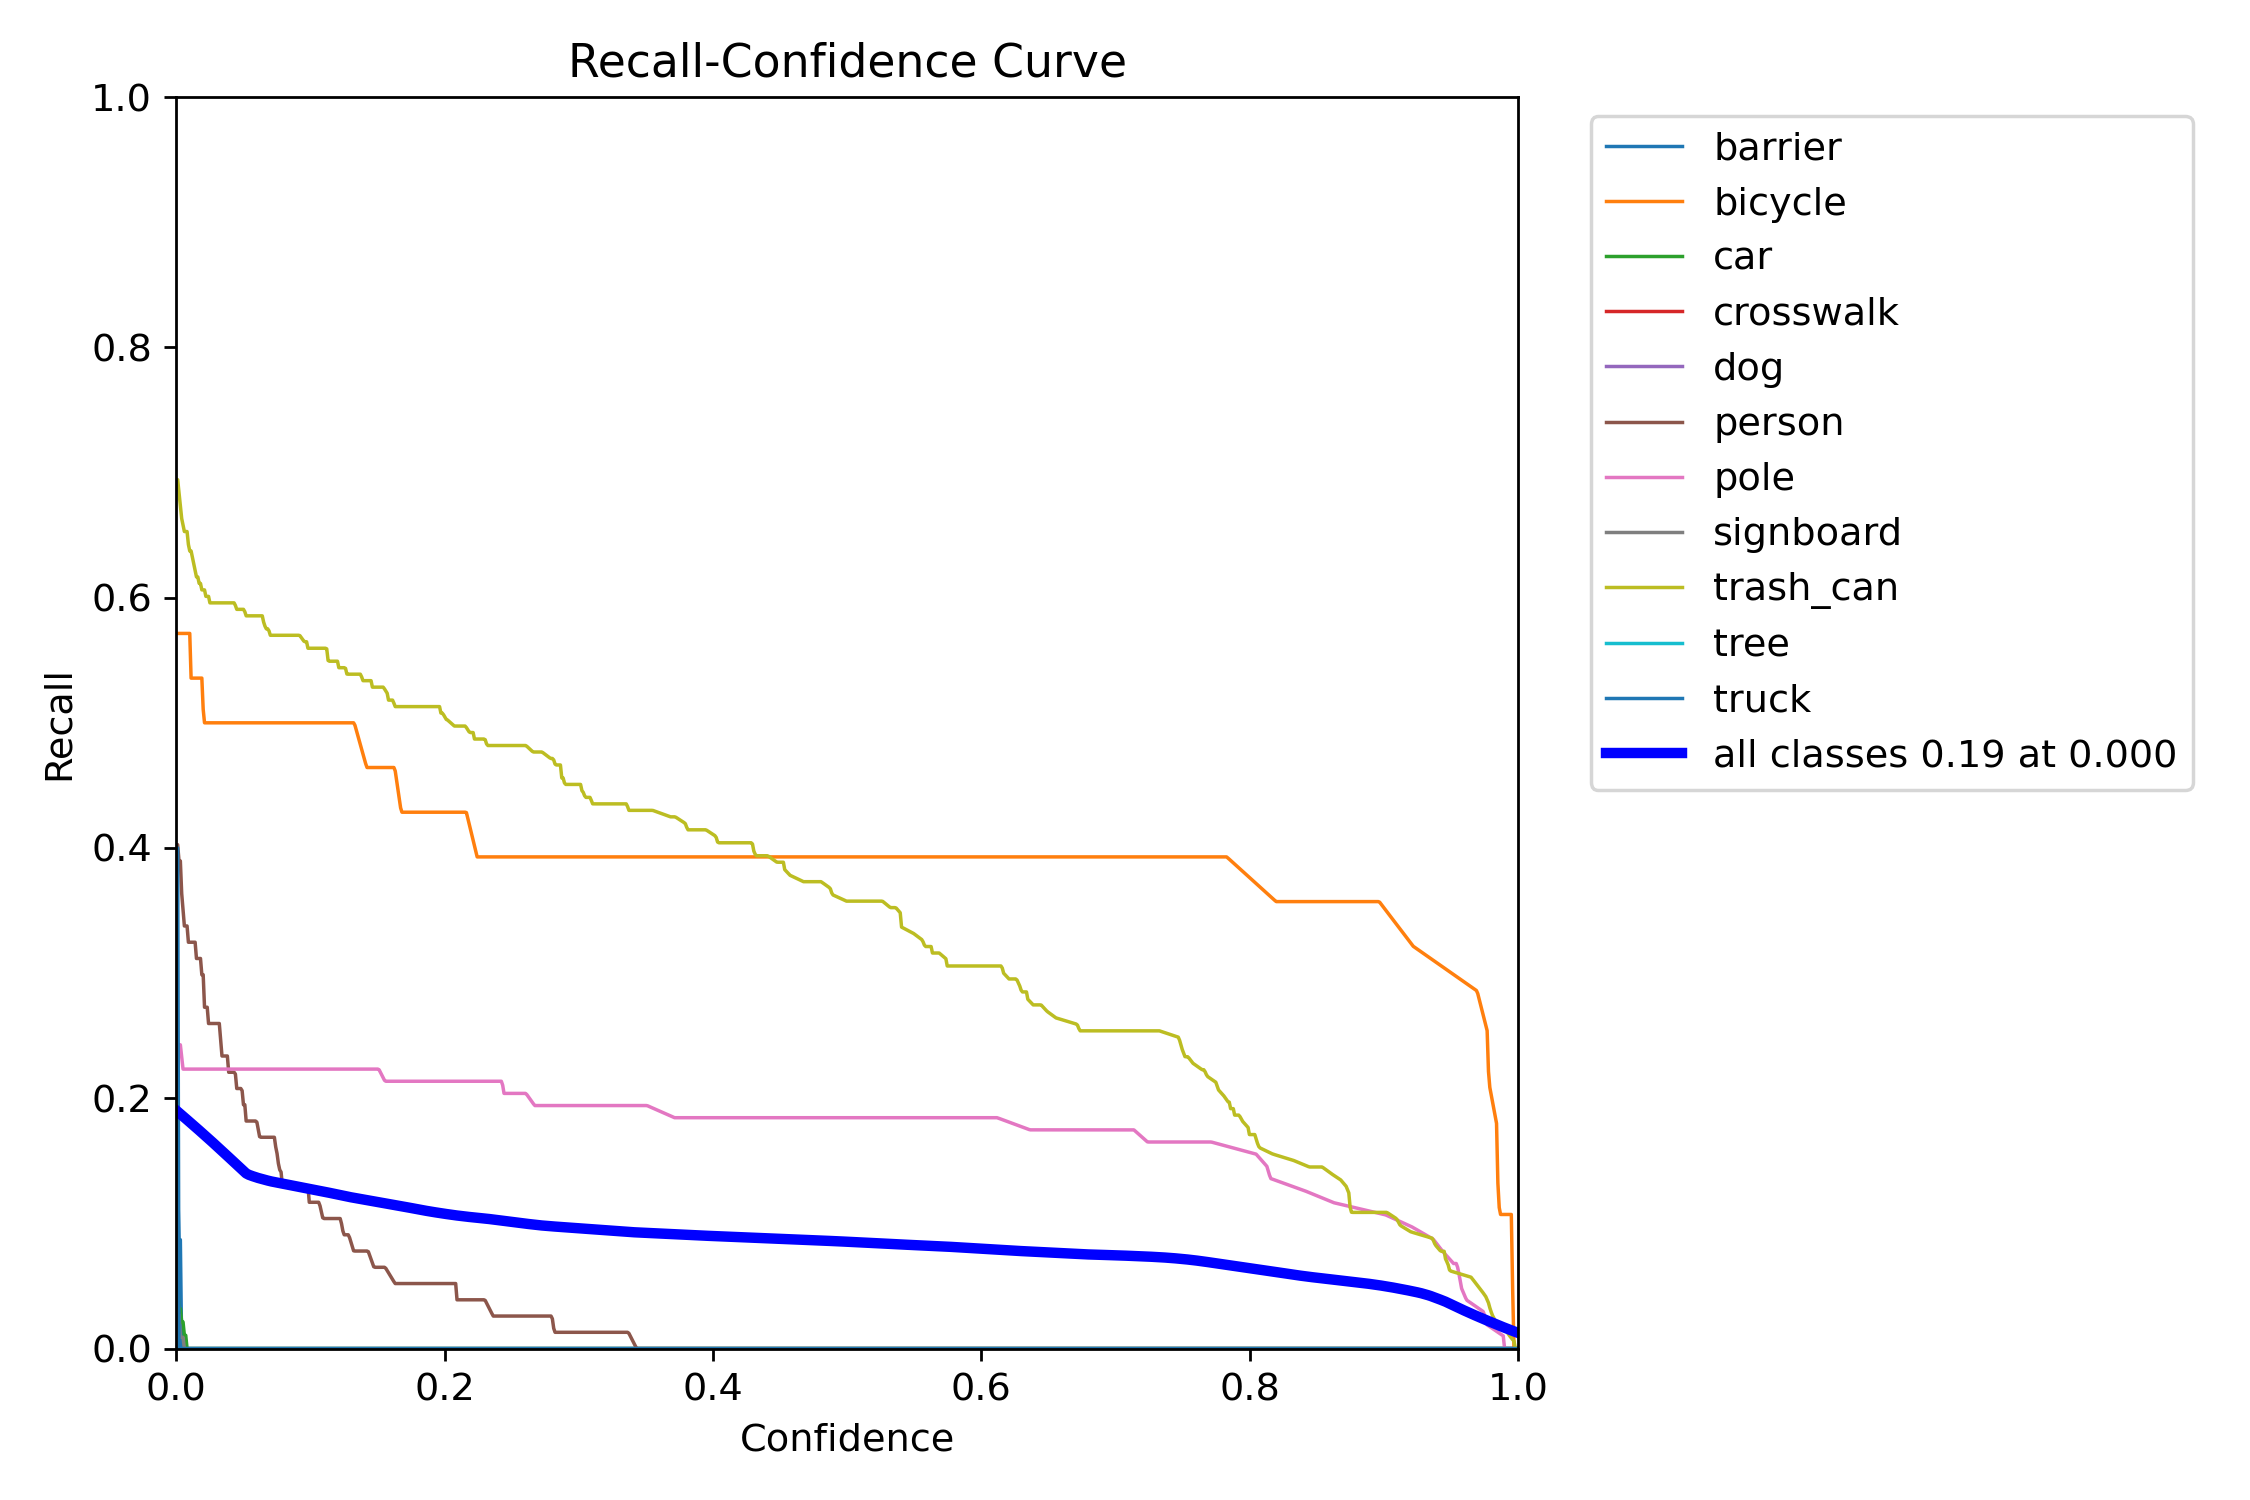 Recall-Confidence Curve
1.0
0.8
0.6
0.4
0.2
0.0
Recall
0.0 0.2 0.4 0.6 0.8 1.0
Confidence
barrier
bicycle
car
crosswalk
dog
person
pole
signboard
trash_can
tree
truck
all classes 0.19 at 0.000